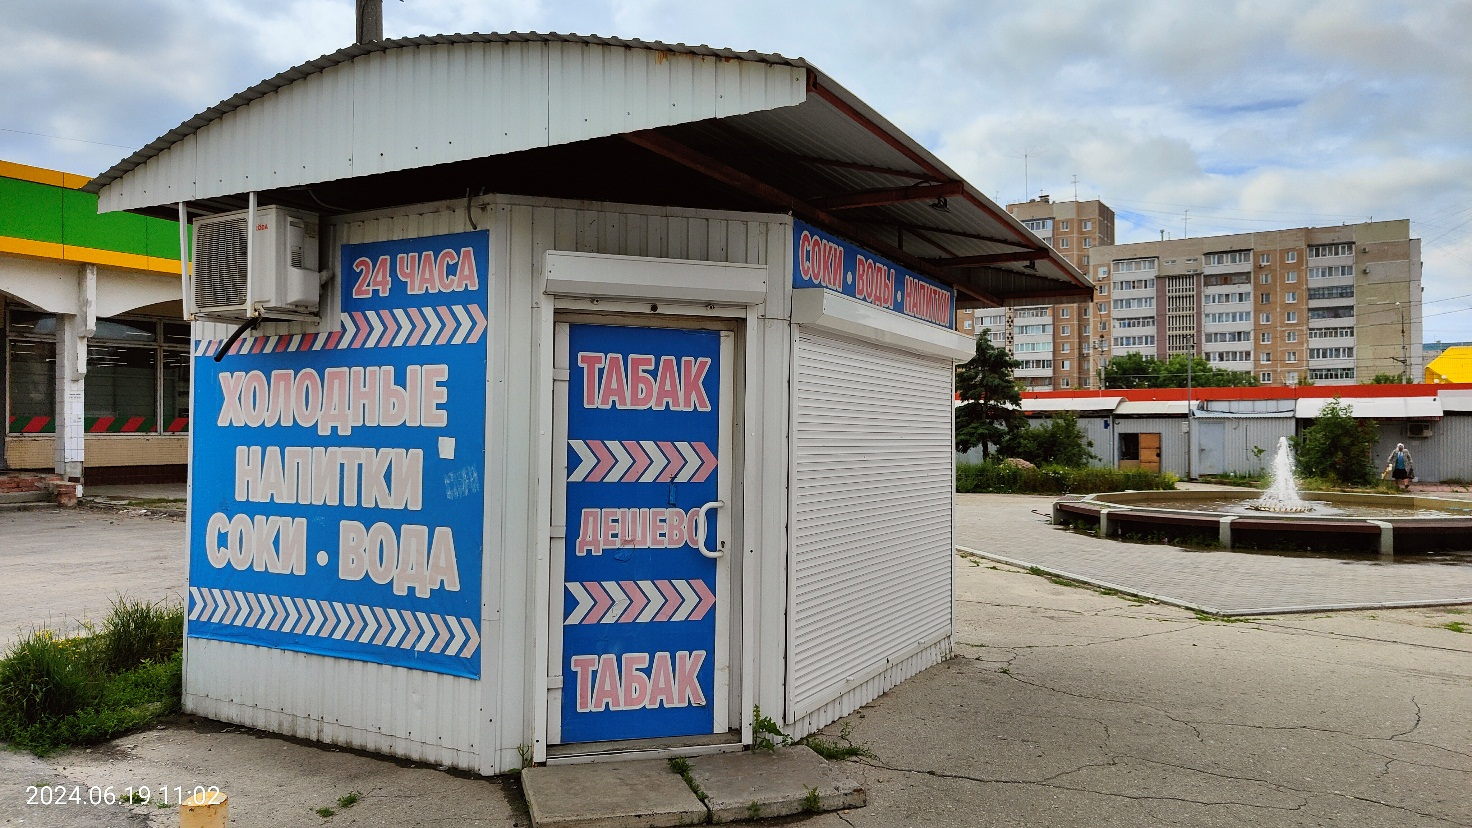 24 ЧАСА
ХОЛОДНЫЕ
НАПИТКИ
СОКИ · ВОДА
ТАБАК
ДЕШЕВО
ТАБАК
СОКИ · ВОДЫ · НАПИТКИ
2024.06.19 11:02